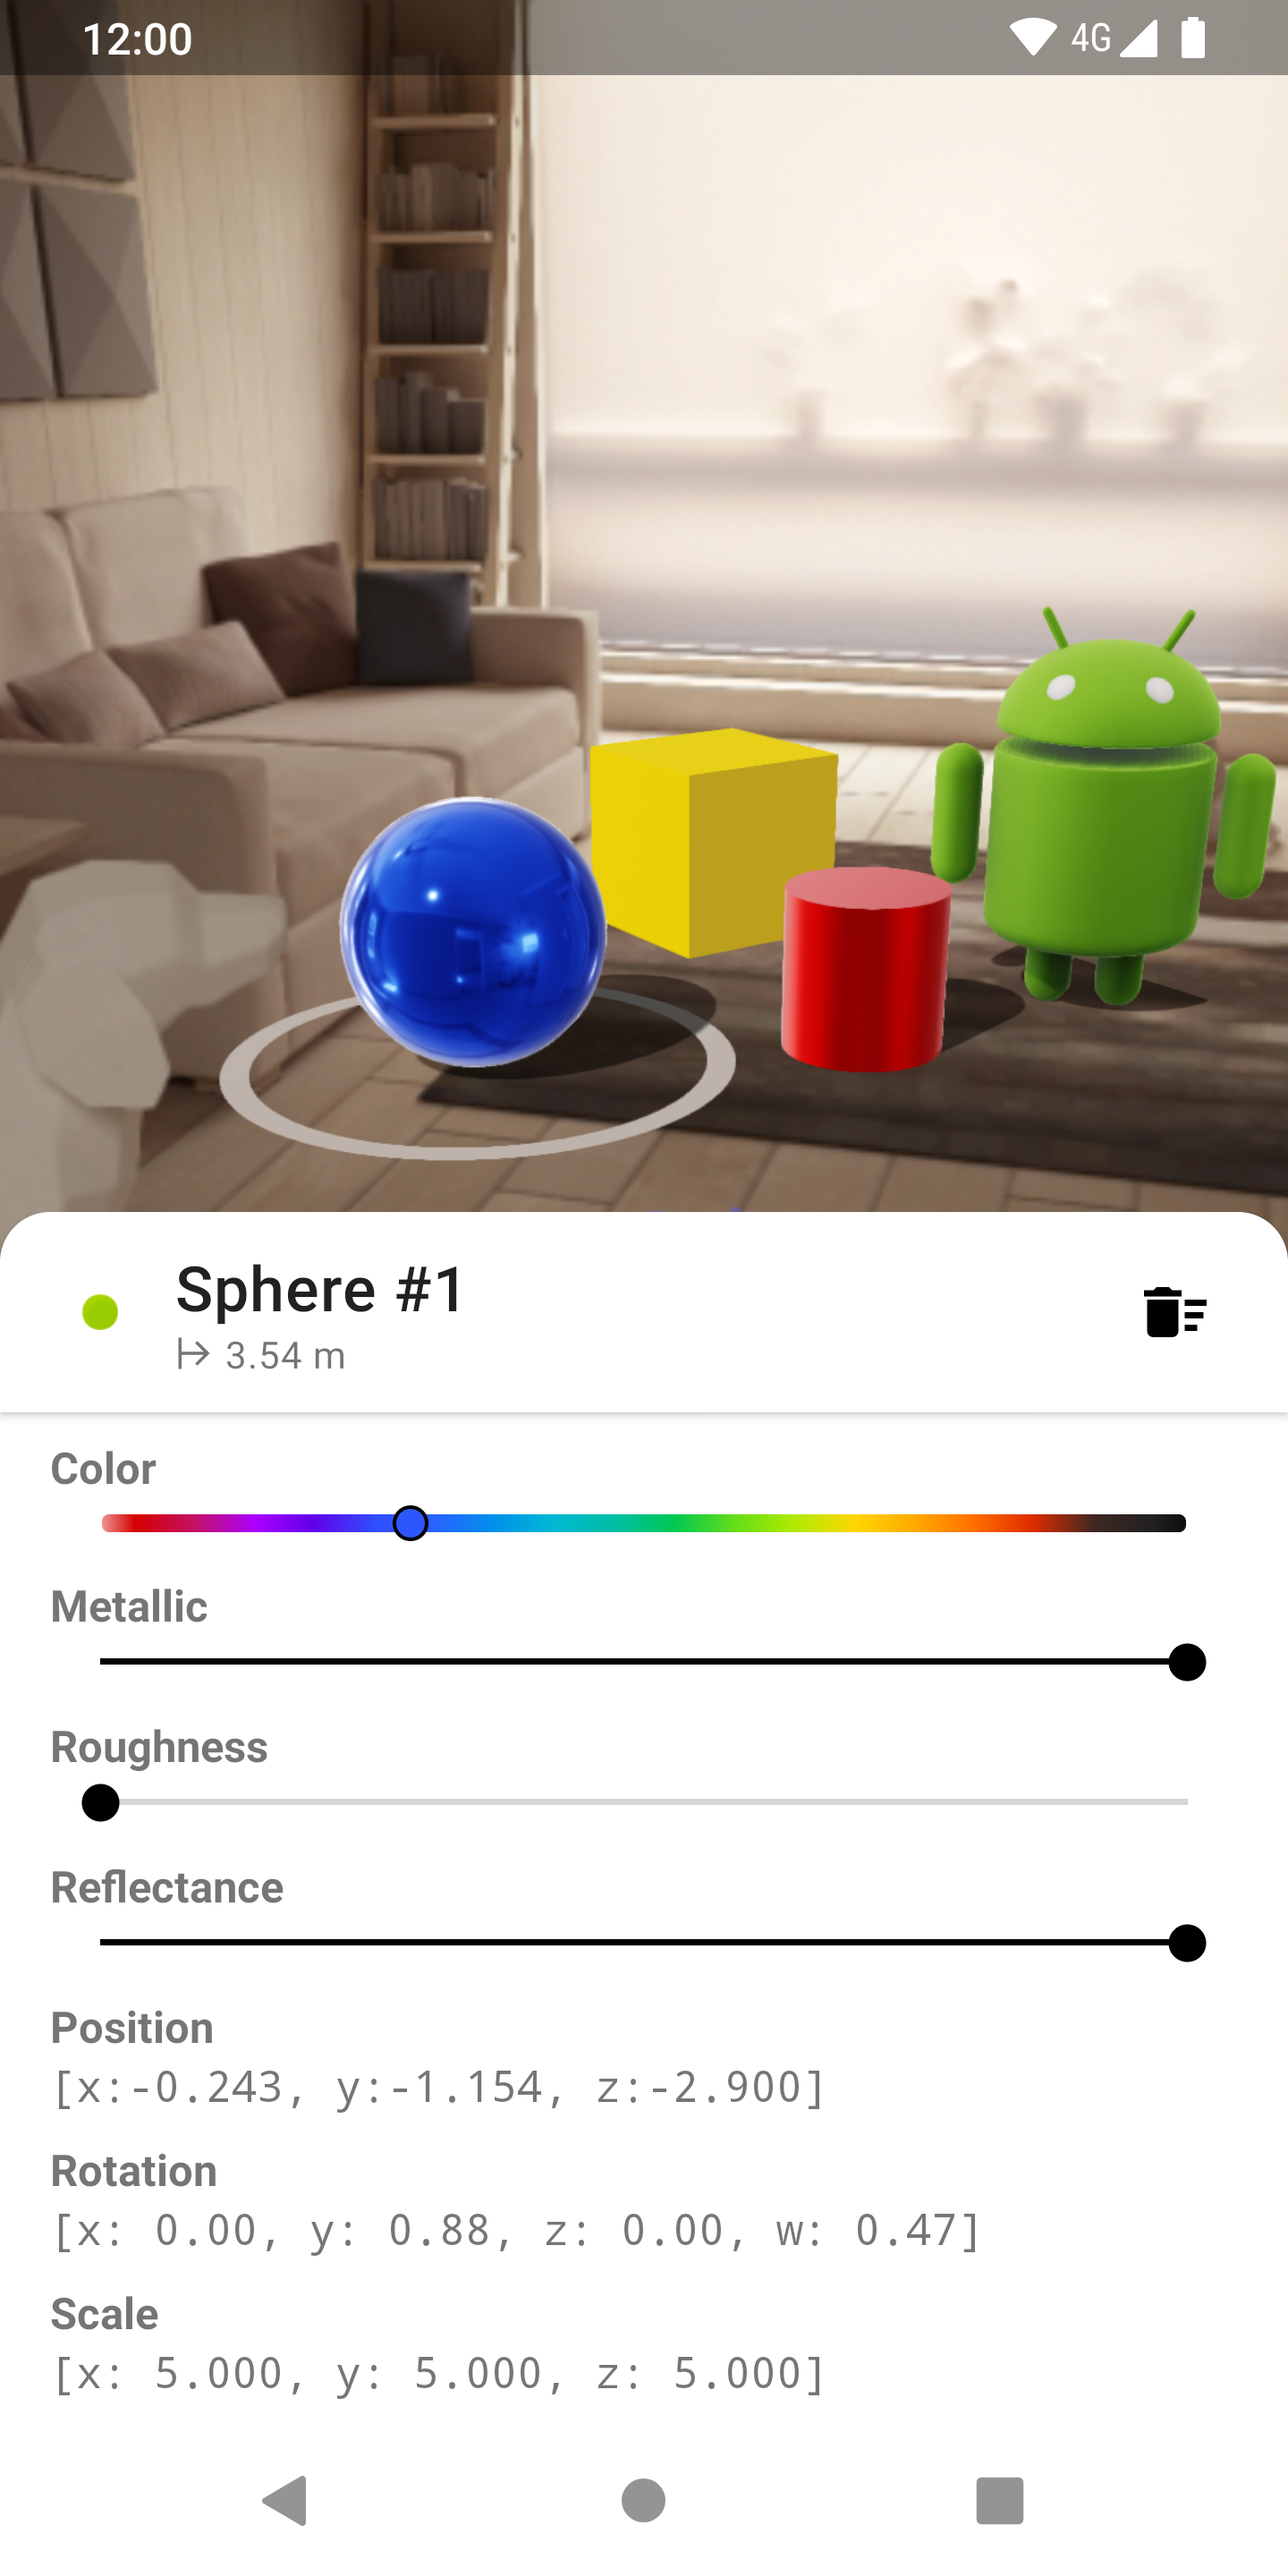 12:00 4G
Sphere #1
3.54 m
Color
Metallic
Roughness
Reflectance
Position
[x:-0.243, y:-1.154, z:-2.900]
Rotation
[x: 0.00, y: 0.88, z: 0.00, w: 0.47]
Scale
[x: 5.000, y: 5.000, z: 5.000]